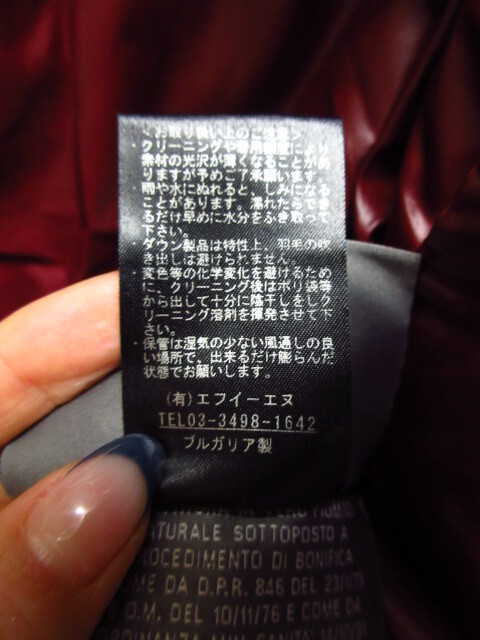 〈お取り扱い上のご注意〉
・クリーニングや着用頻度により
素材の光沢が薄くなることがあ
りますが予めご了承願います。
・雨や水にぬれると、しみになる
ことがあります。濡れたらでき
るだけ早めに水分をふき取って
下さい。
・ダウン製品は特性上、羽毛の吹
き出しは避けられません。
・変色等の化学変化を避けるため
に、クリーニング後はポリ袋等
から出して十分に陰干しをしク
リーニング溶剤を揮発させて下
さい。
・保管は湿気の少ない風通しの良
い場所で、出来るだけ膨らんだ
状態でお願いします。
(有)エフイーエヌ
TEL03-3498-1642
ブルガリア製
VERO PIUMINO
NATURALE SOTTOPOSTO A
PROCEDIMENTO DI BONIFICA
COME DA D.P.R. 846 DEL
D.M. DEL 10/11/76 E COME DA